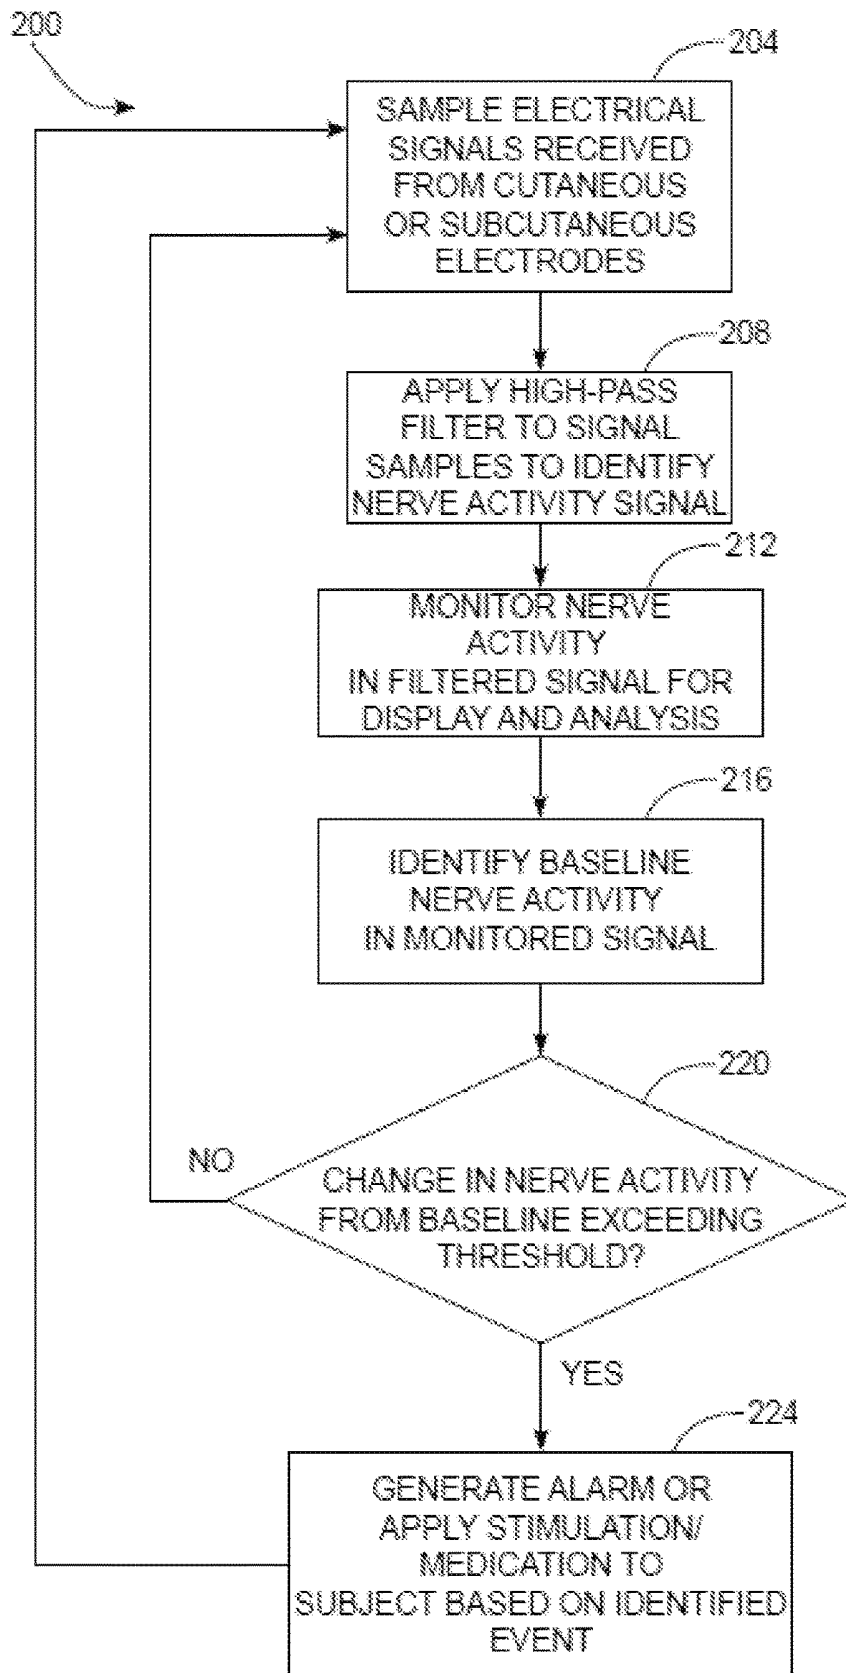 200
204
SAMPLE ELECTRICAL
SIGNALS RECEIVED
FROM CUTANEOUS
OR SUBCUTANEOUS
ELECTRODES
208
APPLY HIGH-PASS
FILTER TO SIGNAL
SAMPLES TO IDENTIFY
NERVE ACTIVITY SIGNAL
212
MONITOR NERVE
ACTIVITY
IN FILTERED SIGNAL FOR
DISPLAY AND ANALYSIS
216
IDENTIFY BASELINE
NERVE ACTIVITY
IN MONITORED SIGNAL
220
NO
CHANGE IN NERVE ACTIVITY
FROM BASELINE EXCEEDING
THRESHOLD?
YES
224
GENERATE ALARM OR
APPLY STIMULATION/
MEDICATION TO
SUBJECT BASED ON IDENTIFIED
EVENT